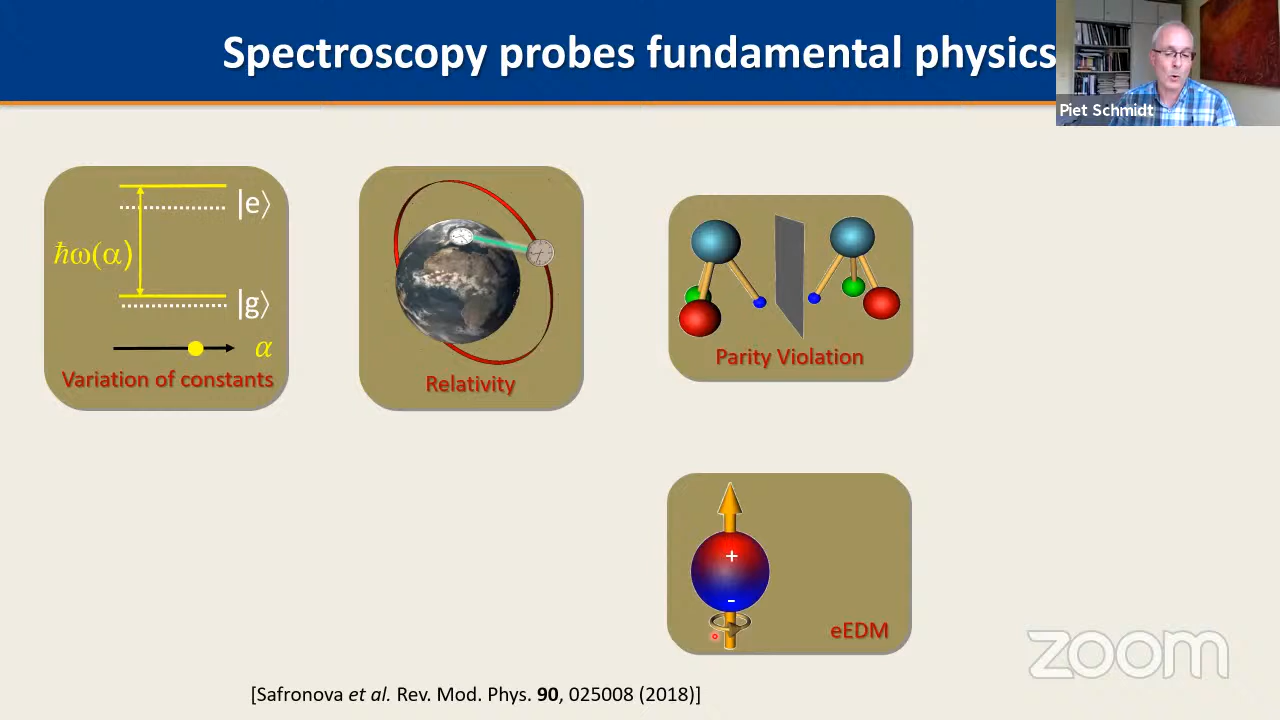 Spectroscopy probes fundamental physics
Piet Schmidt
|e⟩
ħω(α)
|g⟩
α
Variation of constants
Relativity
Parity Violation
+
-
eEDM
zoom
[Safronova et al. Rev. Mod. Phys. 90, 025008 (2018)]